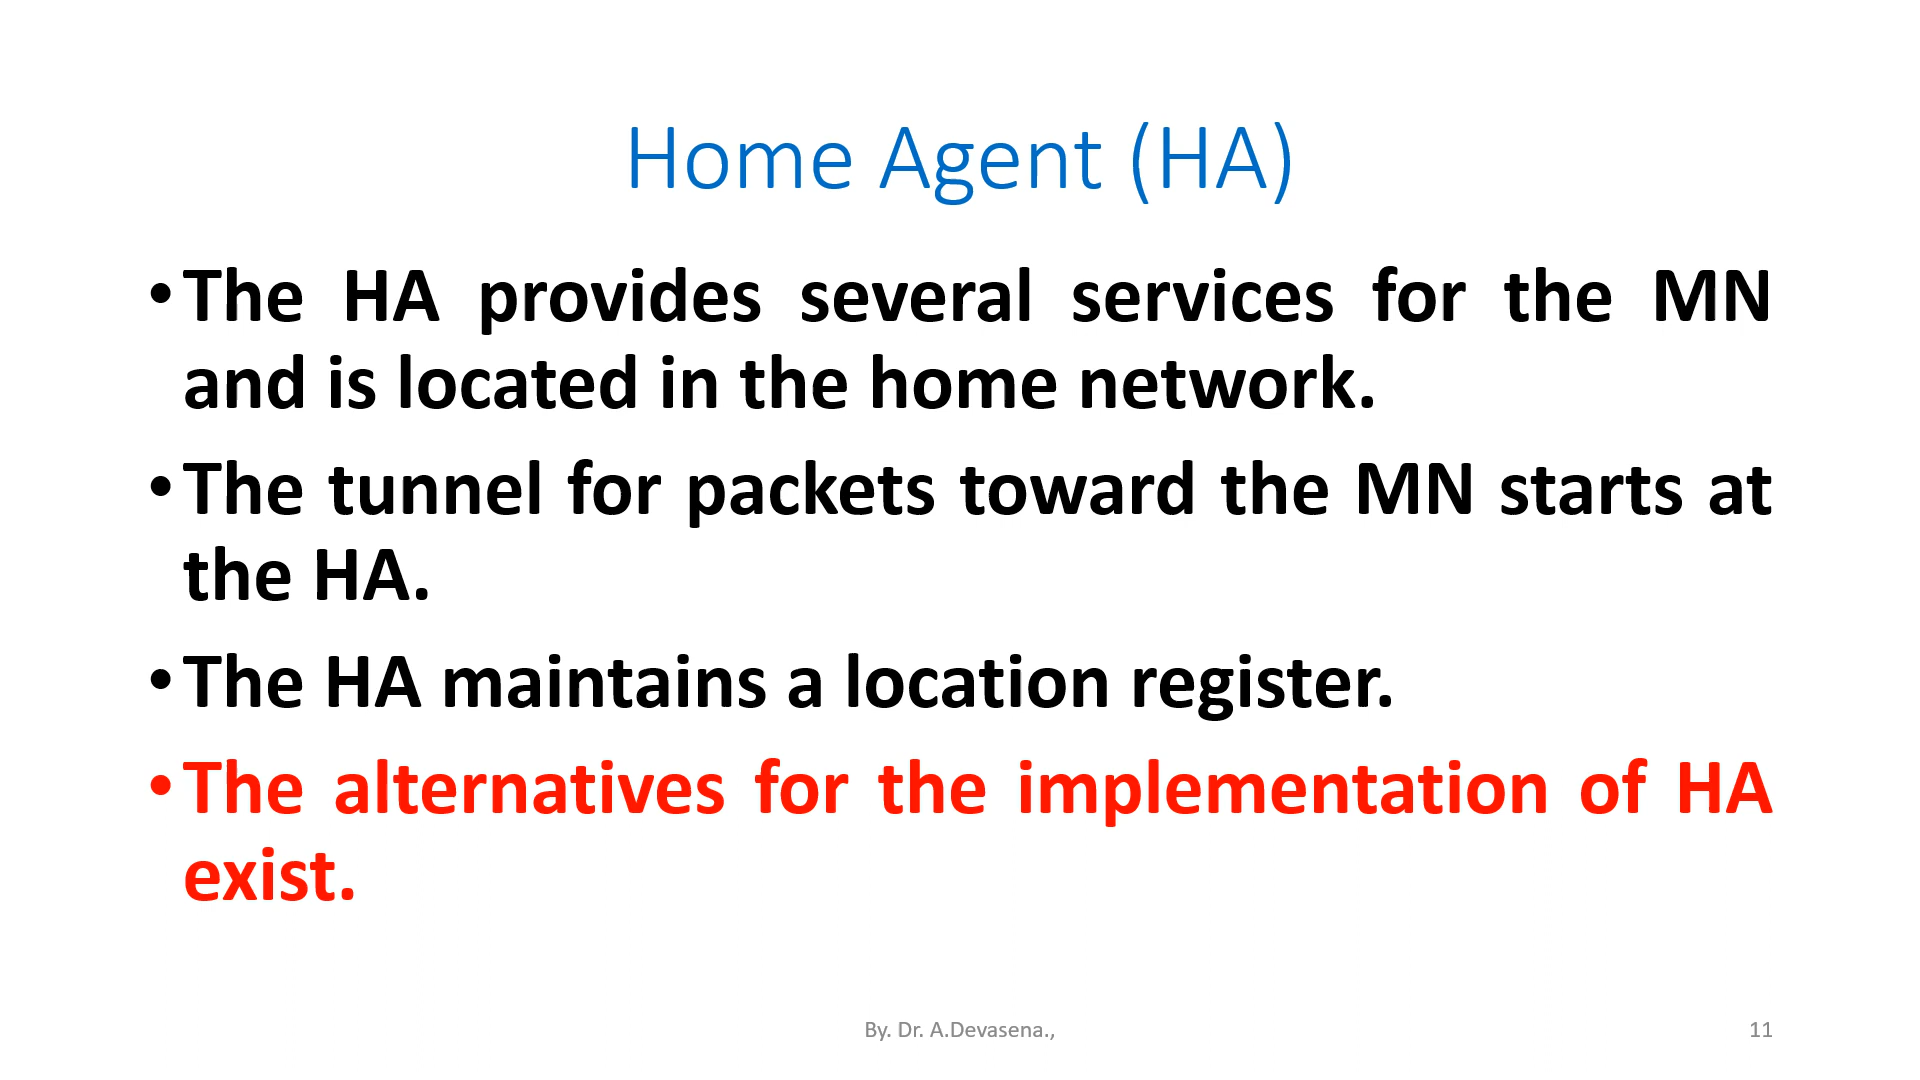 Home Agent (HA)
•The HA provides several services for the MN
and is located in the home network.
•The tunnel for packets toward the MN starts at
the HA.
•The HA maintains a location register.
•The alternatives for the implementation of HA
exist.
By. Dr. A.Devasena.,
11